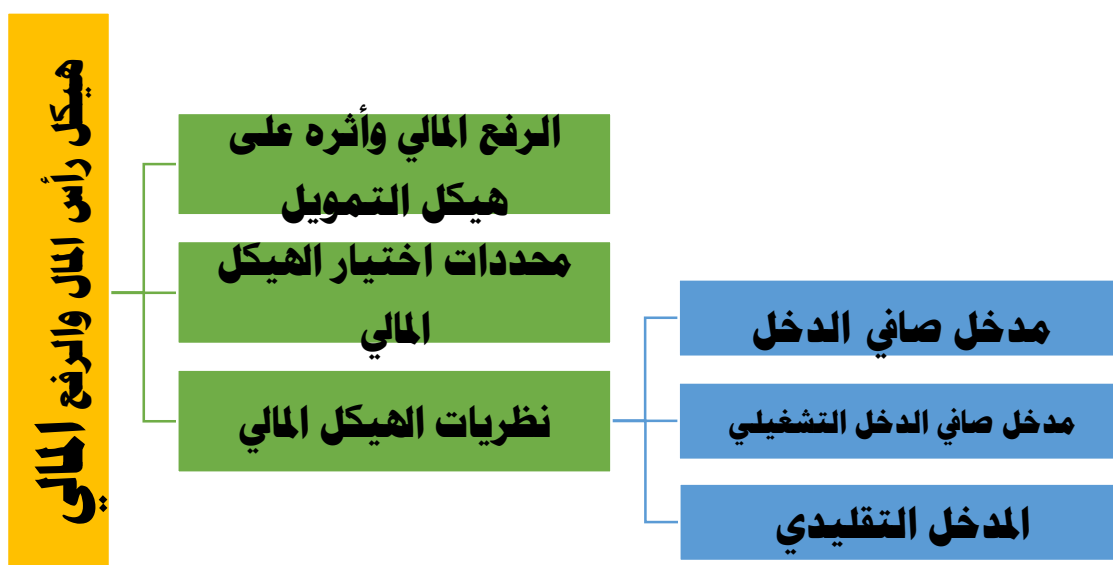 هيكل رأس المال والرفع المالي
الرفع المالي وأثره على
هيكل التمويل
محددات اختيار الهيكل
المالي
نظريات الهيكل المالي
مدخل صافي الدخل
مدخل صافي الدخل التشغيلي
المدخل التقليدي